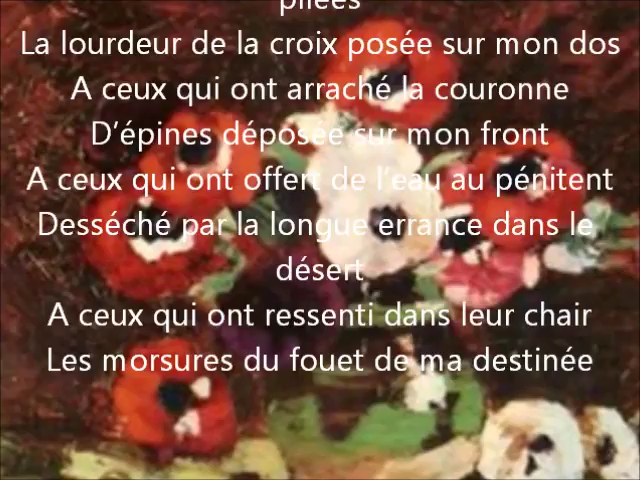 pliées
La lourdeur de la croix posée sur mon dos
A ceux qui ont arraché la couronne
D’épines déposée sur mon front
A ceux qui ont offert de l’eau au pénitent
Desséché par la longue errance dans le
désert
A ceux qui ont ressenti dans leur chair
Les morsures du fouet de ma destinée